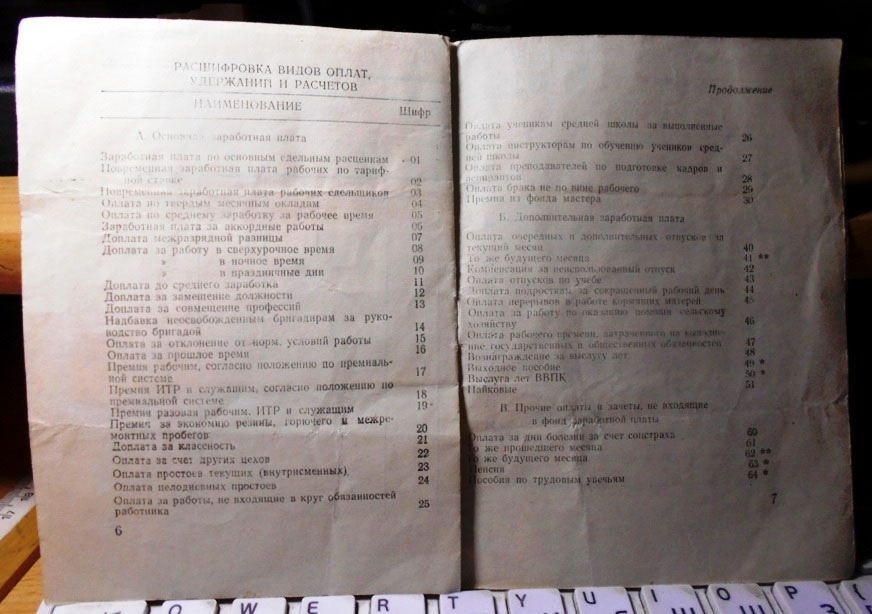 РАСШИФРОВКА ВИДОВ ОПЛАТ,
УДЕРЖАНИЙ И РАСЧЕТОВ
НАИМЕНОВАНИЕ Шифр
А. Основная заработная плата
Заработная плата по основным сдельным расценкам 01
Повременная заработная плата рабочих по тариф-
ной ставке 02
Повременная заработная плата рабочих-сдельщиков 03
Оплата по твердым месячным окладам 04
Оплата по среднему заработку за рабочее время 05
Заработная плата за аккордные работы 06
Доплата межразрядной разницы 07
Доплата за работу в сверхурочное время 08
» в ночное время 09
» в праздничные дни 10
Доплата до среднего заработка 11
Доплата за замещение должности 12
Доплата за совмещение профессий 13
Надбавка неосвобожденным бригадирам за руко-
водство бригадой 14
Оплата за отклонение от норм. условий работы 15
Оплата за прошлое время 16
Премия рабочим, согласно положению по премиаль-
ной системе 17
Премия ИТР и служащим, согласно положению по
премиальной системе 18
Премия разовая рабочим, ИТР и служащим 19
Премия за экономию резины, горючего и межре-
монтных пробегов 20
Доплата за классность 21
Оплата за счет других цехов 22
Оплата простоев текущих (внутрисменных) 23
Оплата целодневных простоев 24
Оплата за работы, не входящие в круг обязанностей
работника 25
6
Продолжение
Оплата ученикам средней школы за выполненные
работы 26
Оплата инструкторам по обучению учеников сред-
ней школы 27
Оплата преподавателей по подготовке кадров и
аспирантов 28
Оплата брака не по вине рабочего 29
Премия из фонда мастера 30
Б. Дополнительная заработная плата
Оплата очередных и дополнительных отпусков за
текущий месяц 40
То же будущего месяца 41 **
Компенсация за неиспользованный отпуск 42
Оплата отпусков по учебе 43
Доплата подросткам за сокращенный рабочий день 44
Оплата перерывов в работе кормящих матерей 45
Оплата за работу по оказанию помощи сельскому
хозяйству 46
Оплата рабочего времени, затраченного на выполне-
ние государственных и общественных обязанностей 47
Вознаграждение за выслугу лет 48
Выходное пособие 49 *
Выслуга лет ВВПК 50 *
Пайковые 51
В. Прочие оплаты и зачеты, не входящие
в фонд заработной платы
Оплата за дни болезни за счет соцстраха 60
То же прошедшего месяца 61
То же будущего месяца 62 **
Пенсия 63 *
Пособия по трудовым увечьям 64 *
7
Q W E R T Y U I O P